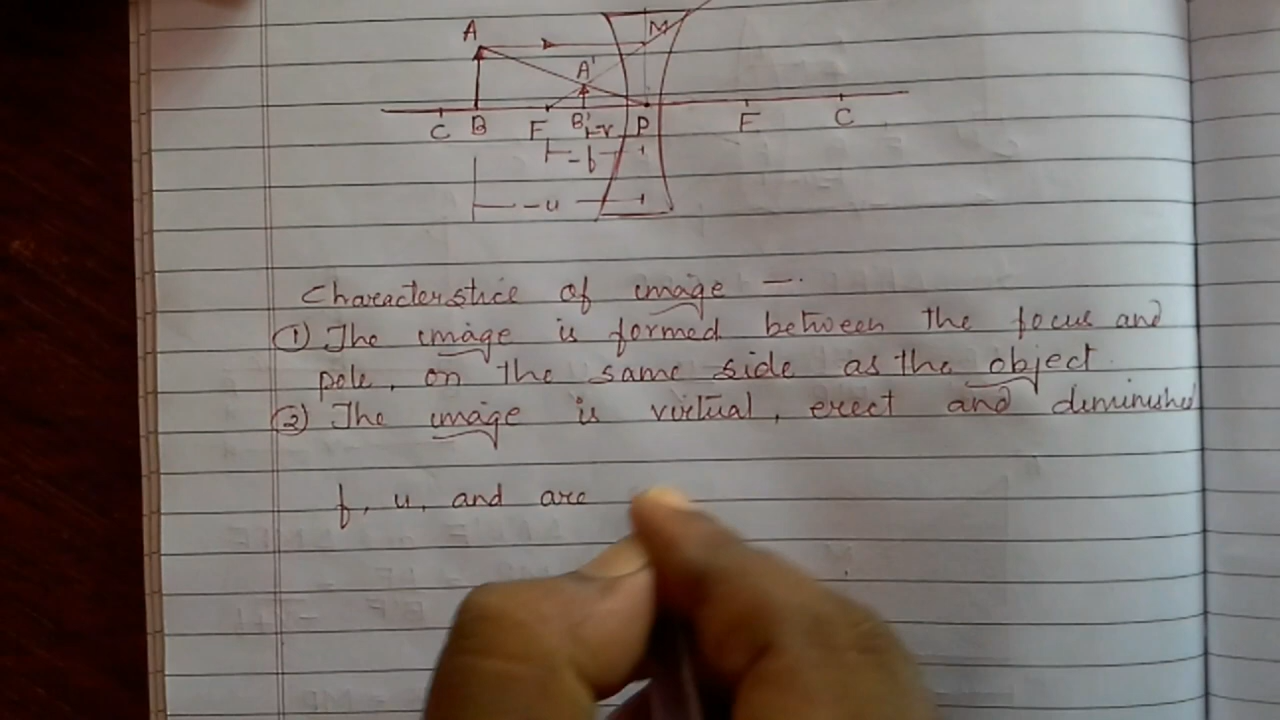 A M
A'
C B F B' P F C
-v
-f
-u
Characterstice of image -.
① The image is formed between the focus and
pole, on the same side as the object.
② The image is virtual, erect and diminished
f, u, and are